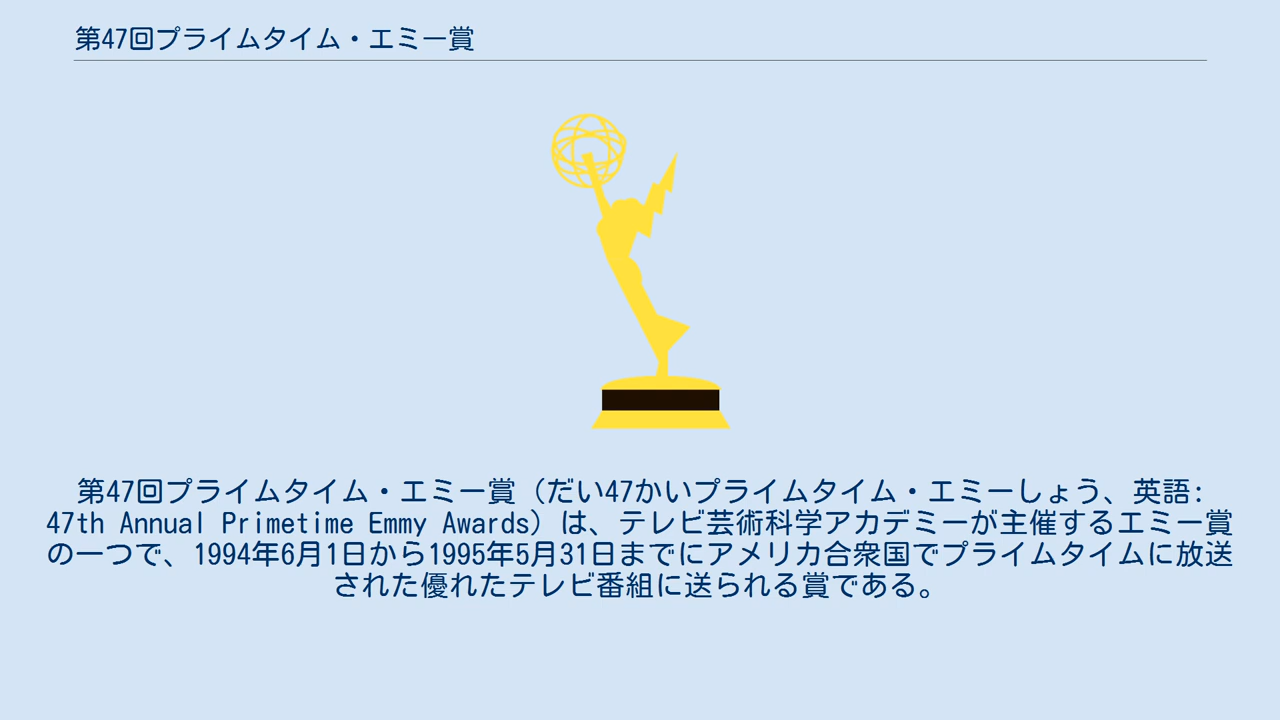 第47回プライムタイム・エミー賞
第47回プライムタイム・エミー賞（だい47かいプライムタイム・エミーしょう、英語:
47th Annual Primetime Emmy Awards）は、テレビ芸術科学アカデミーが主催するエミー賞
の一つで、1994年6月1日から1995年5月31日までにアメリカ合衆国でプライムタイムに放送
された優れたテレビ番組に送られる賞である。